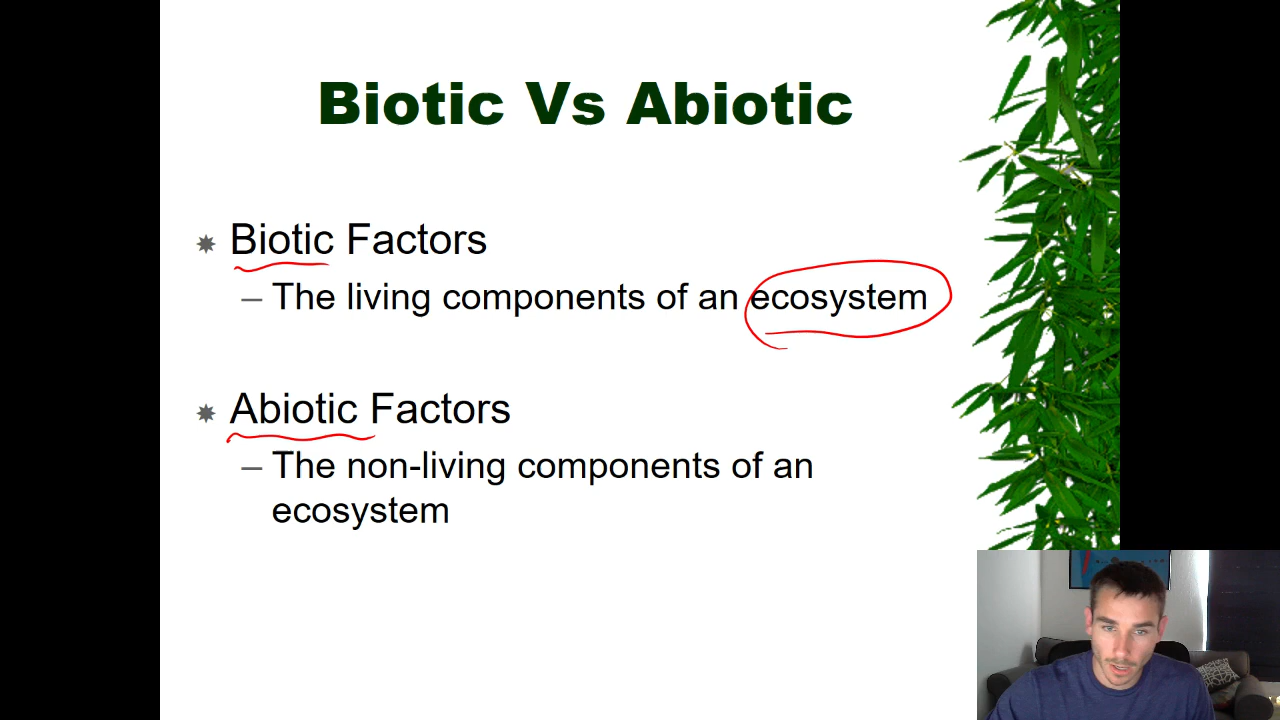 Biotic Vs Abiotic
Biotic Factors
– The living components of an ecosystem
Abiotic Factors
– The non-living components of an
ecosystem